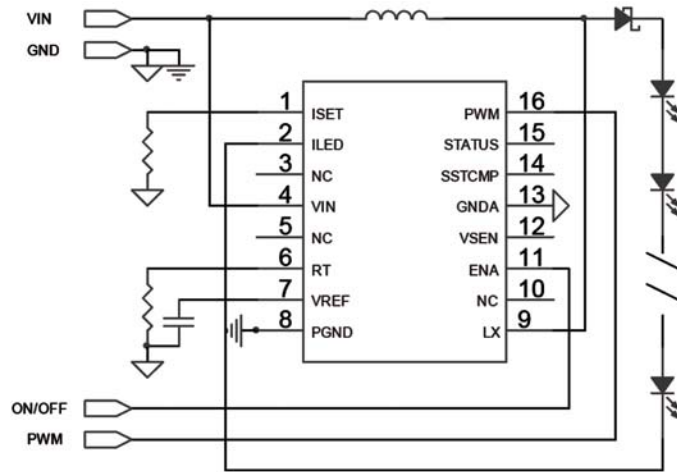 VIN
GND
1 ISET PWM 16
2 ILED STATUS 15
3 NC SSTCMP 14
4 VIN GNDA 13
5 NC VSEN 12
6 RT ENA 11
7 VREF NC 10
8 PGND LX 9
ON/OFF
PWM